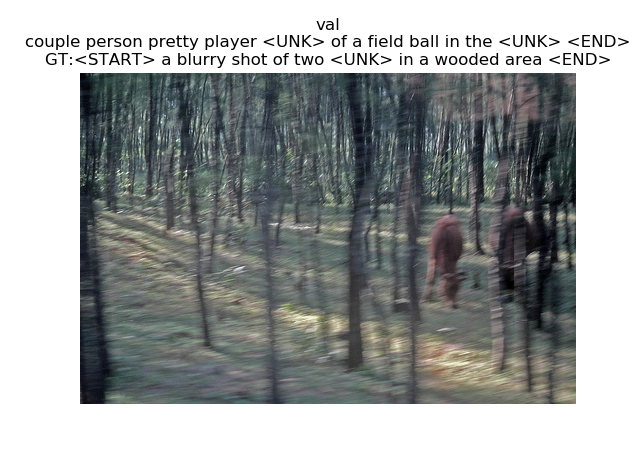 val
couple person pretty player <UNK> of a field ball in the <UNK> <END>
GT:<START> a blurry shot of two <UNK> in a wooded area <END>